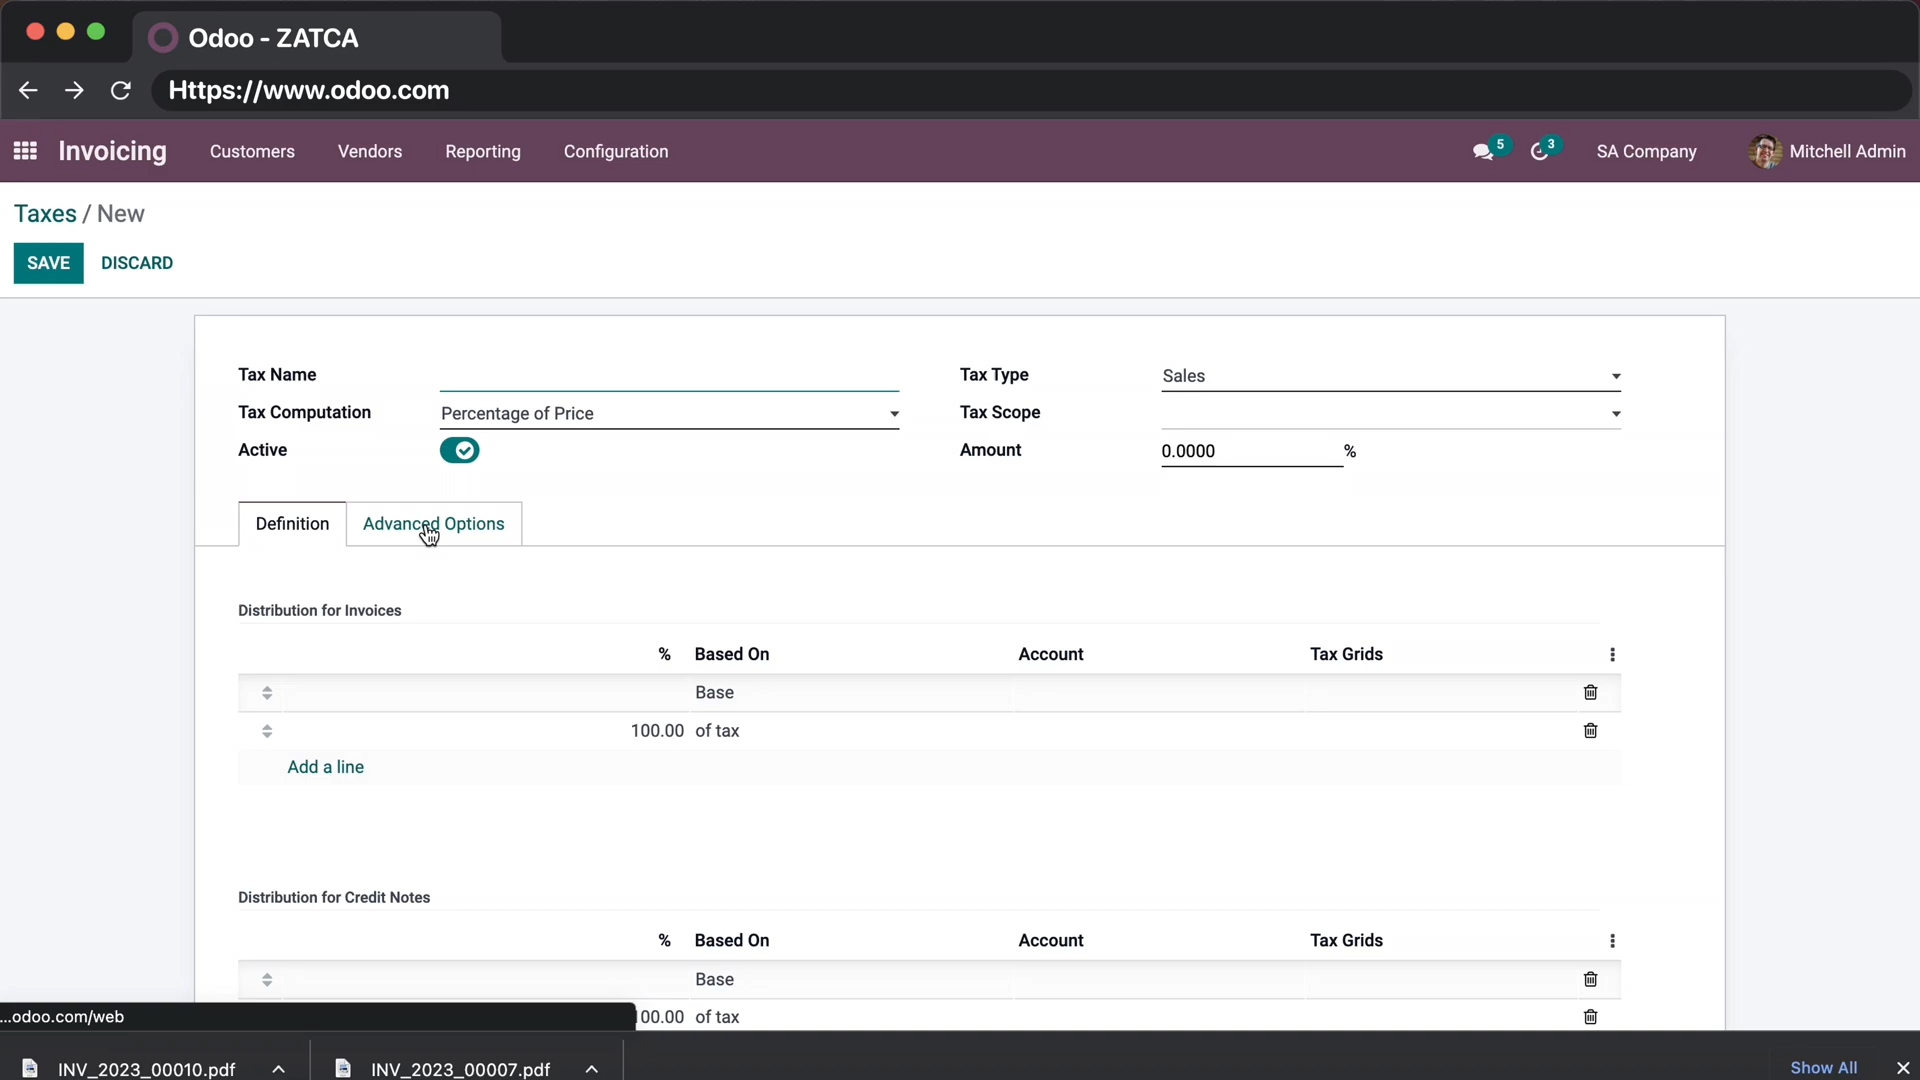 Odoo - ZATCA
Https://www.odoo.com
Invoicing Customers Vendors Reporting Configuration 5 3 SA Company Mitchell Admin
Taxes / New
SAVE DISCARD
Tax Name Tax Type Sales
Tax Computation Percentage of Price Tax Scope
Active Amount 0.0000 %
Definition Advanced Options
Distribution for Invoices
% Based On Account Tax Grids
Base
100.00 of tax
Add a line
Distribution for Credit Notes
% Based On Account Tax Grids
Base
...odoo.com/web
00.00 of tax
INV_2023_00010.pdf INV_2023_00007.pdf Show All